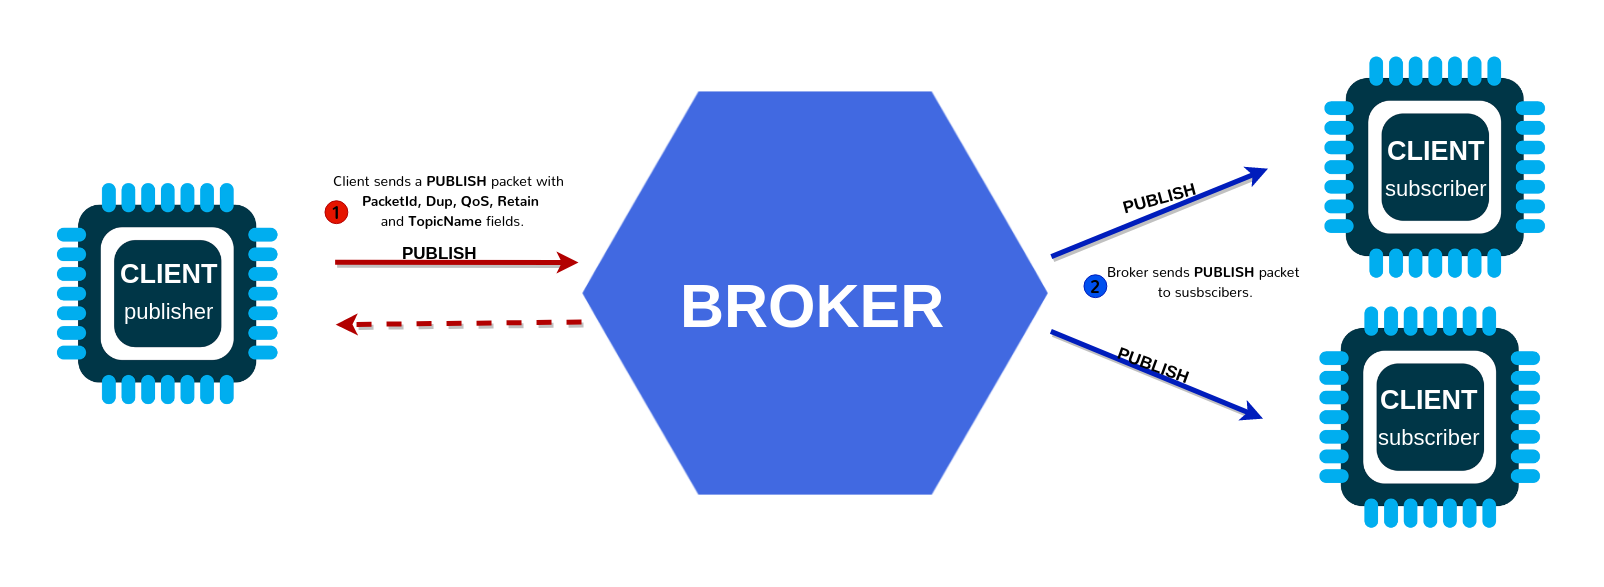 Client sends a PUBLISH packet with
PacketId, Dup, QoS, Retain
1
and TopicName fields.
PUBLISH
CLIENT
publisher
BROKER
PUBLISH
2
Broker sends PUBLISH packet
to susbscibers.
PUBLISH
CLIENT
subscriber
CLIENT
subscriber